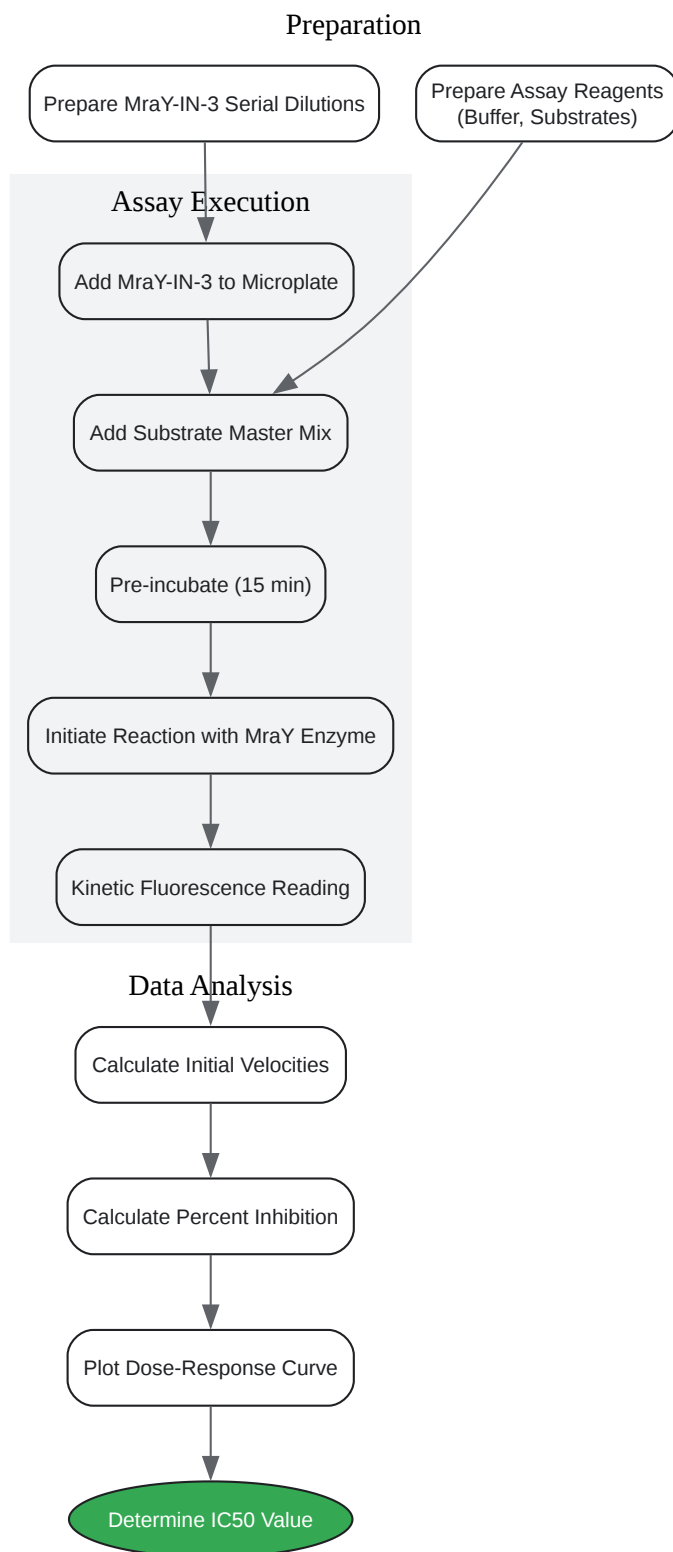 Preparation
Prepare MraY-IN-3 Serial Dilutions
Prepare Assay Reagents
(Buffer, Substrates)
Assay Execution
Add MraY-IN-3 to Microplate
Add Substrate Master Mix
Pre-incubate (15 min)
Initiate Reaction with MraY Enzyme
Kinetic Fluorescence Reading
Data Analysis
Calculate Initial Velocities
Calculate Percent Inhibition
Plot Dose-Response Curve
Determine IC50 Value